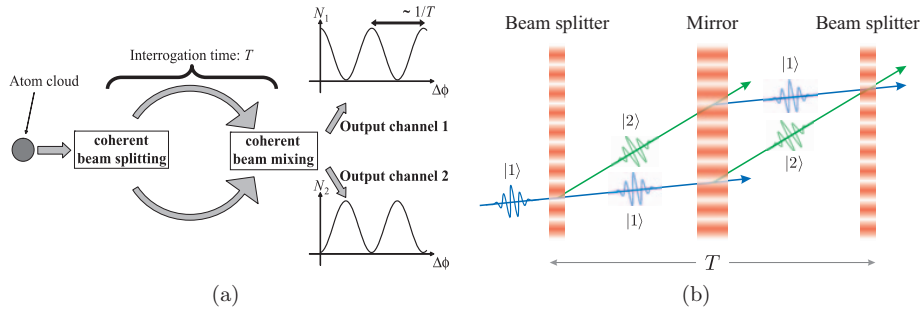 N₁
~ 1/T
Interrogation time: T
Atom cloud
Δϕ
coherent
beam splitting
coherent
beam mixing
Output channel 1
Output channel 2
N₂
Δϕ
(a)
Beam splitter
Mirror
Beam splitter
|1⟩
|2⟩
|1⟩
|2⟩
|1⟩
T
(b)